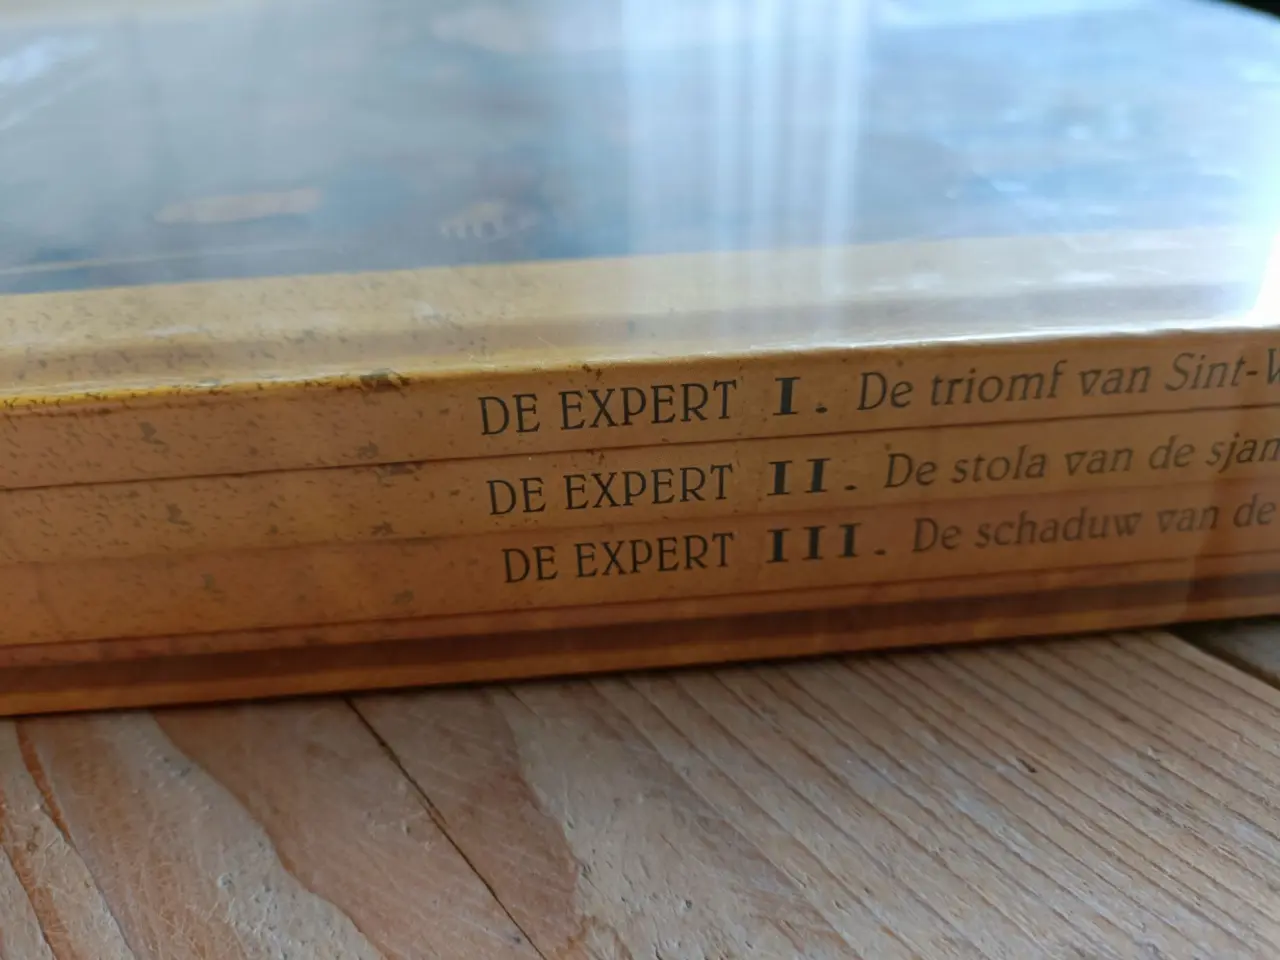 DE EXPERT I. De triomf van Sint-V
DE EXPERT II. De stola van de sjam
DE EXPERT III. De schaduw van de